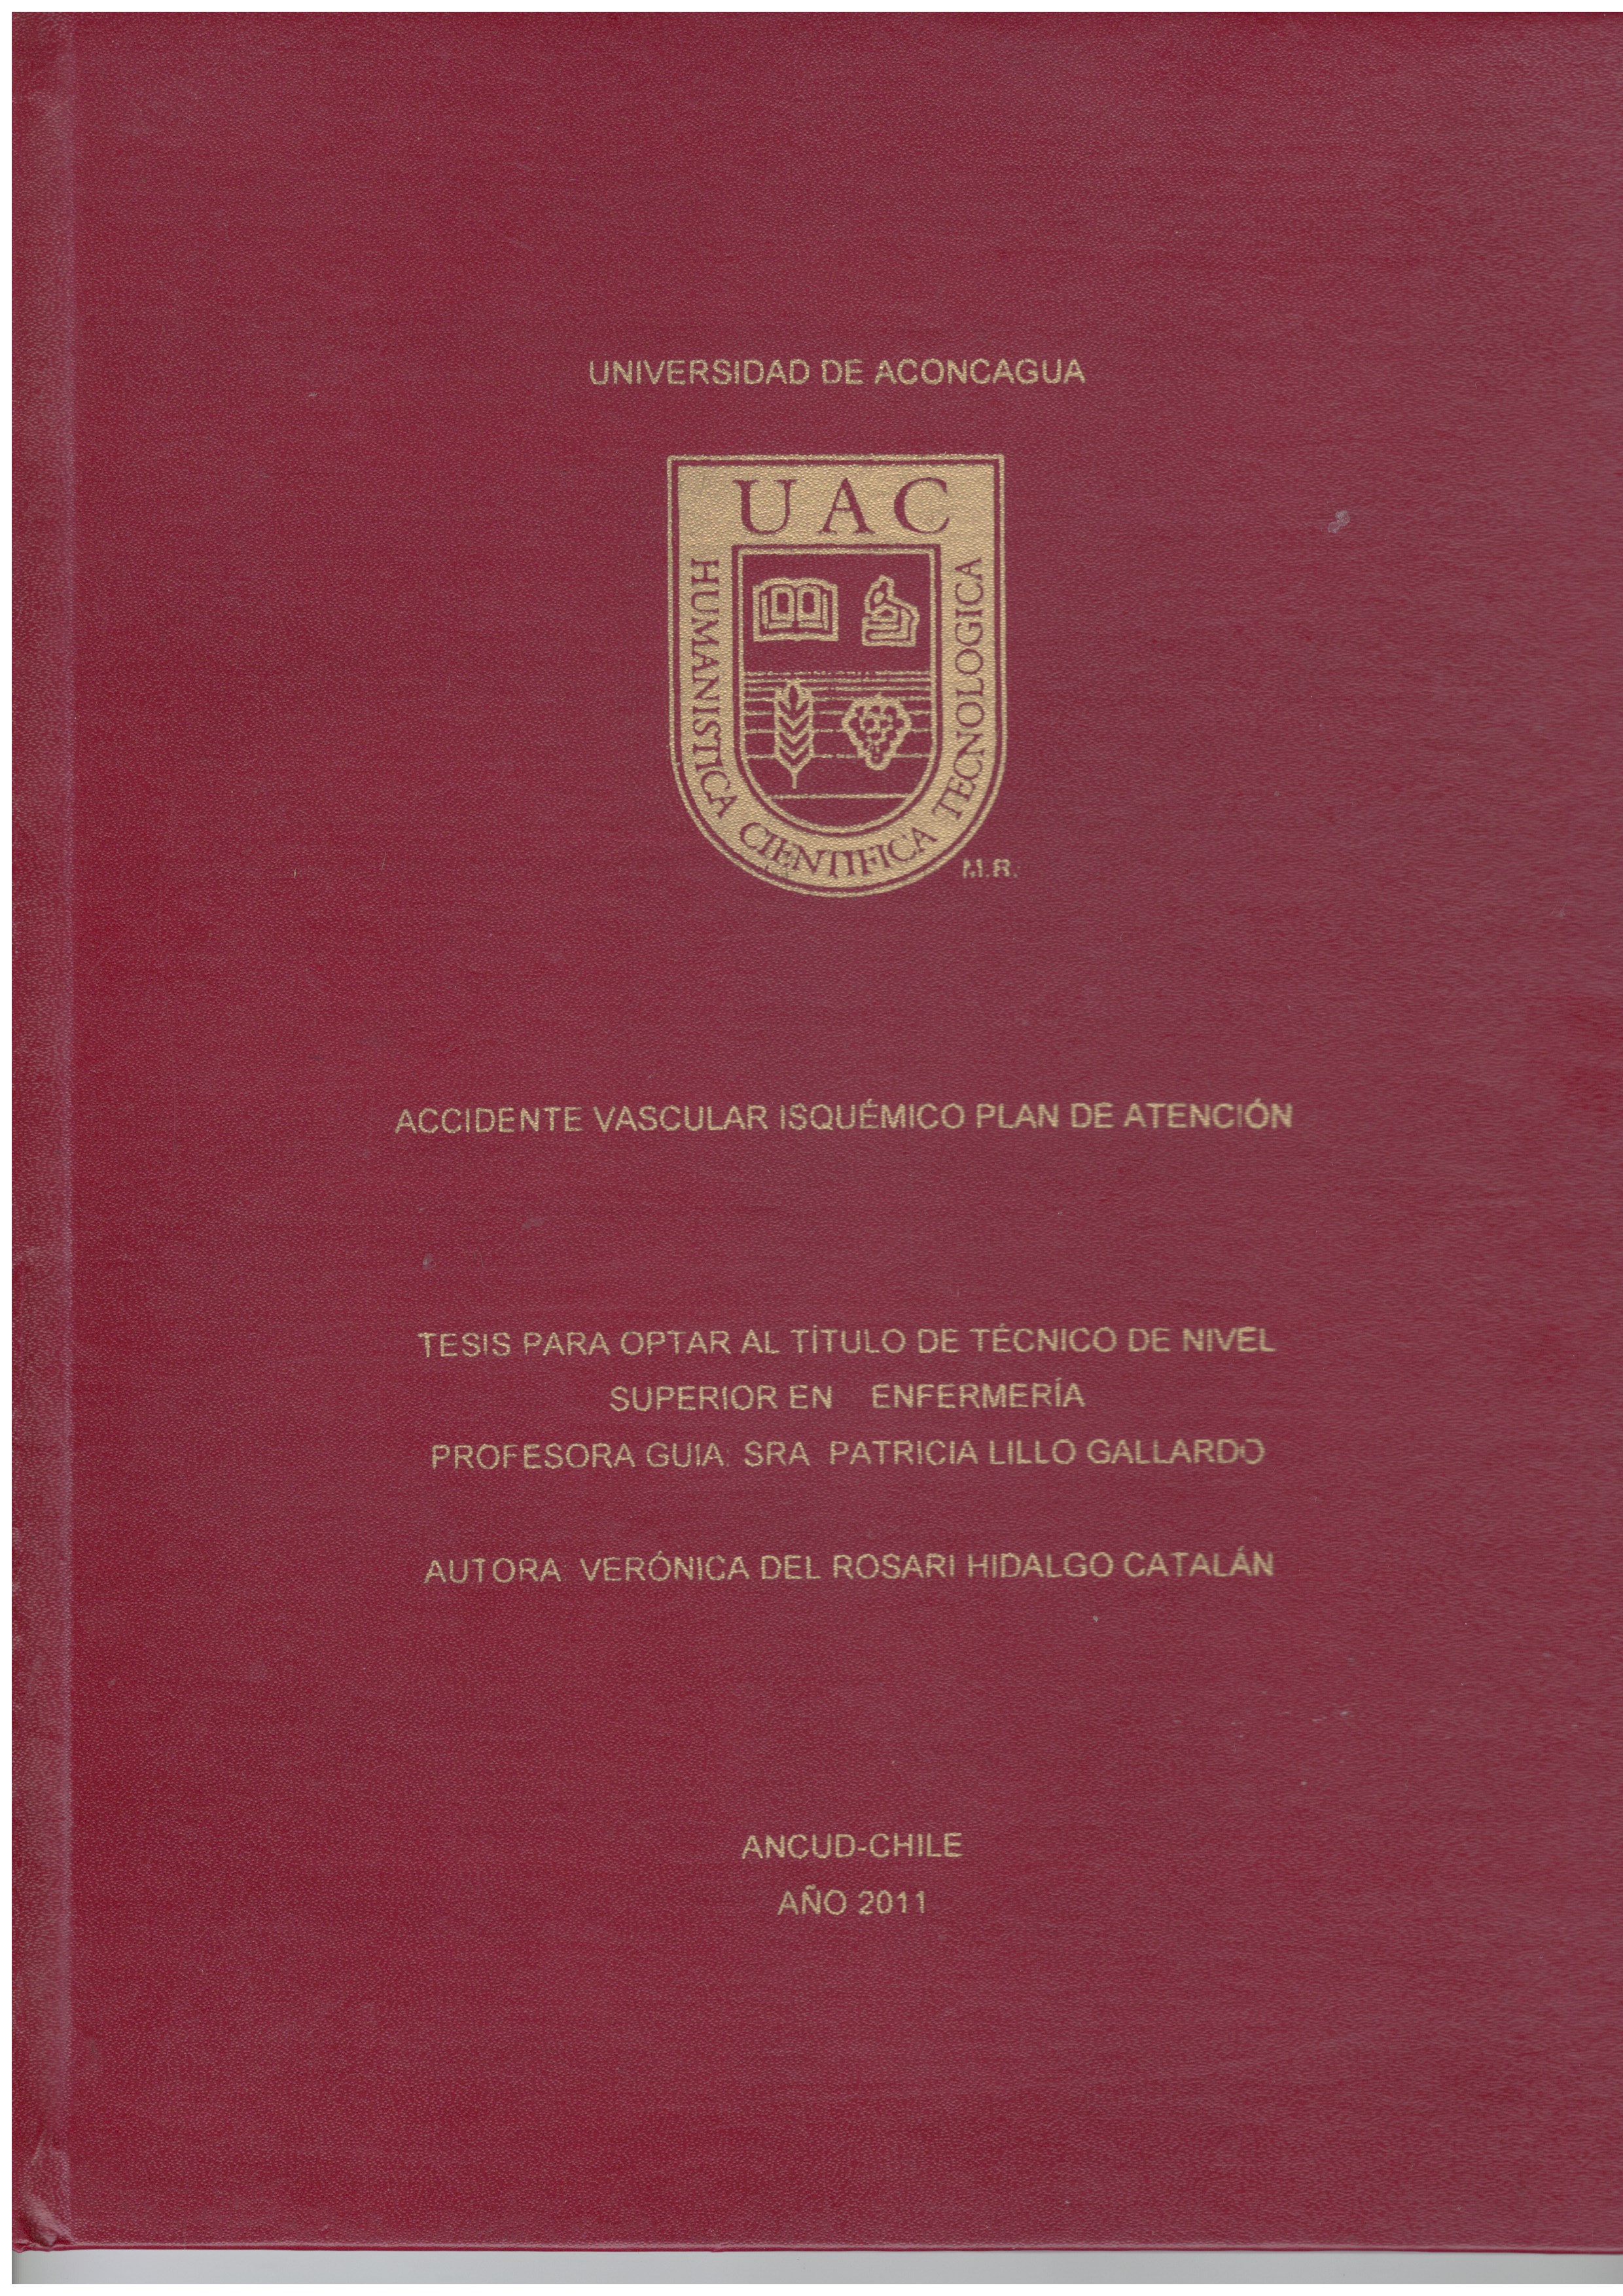 UNIVERSIDAD DE ACONCAGUA
UAC
HUMANISTICA CIENTIFICA TECNOLOGICA
M.R.
ACCIDENTE VASCULAR ISQUÉMICO PLAN DE ATENCIÓN
TESIS PARA OPTAR AL TÍTULO DE TÉCNICO DE NIVEL
SUPERIOR EN ENFERMERÍA
PROFESORA GUIA: SRA PATRICIA LILLO GALLARDO
AUTORA: VERÓNICA DEL ROSARI HIDALGO CATALÁN
ANCUD-CHILE
AÑO 2011